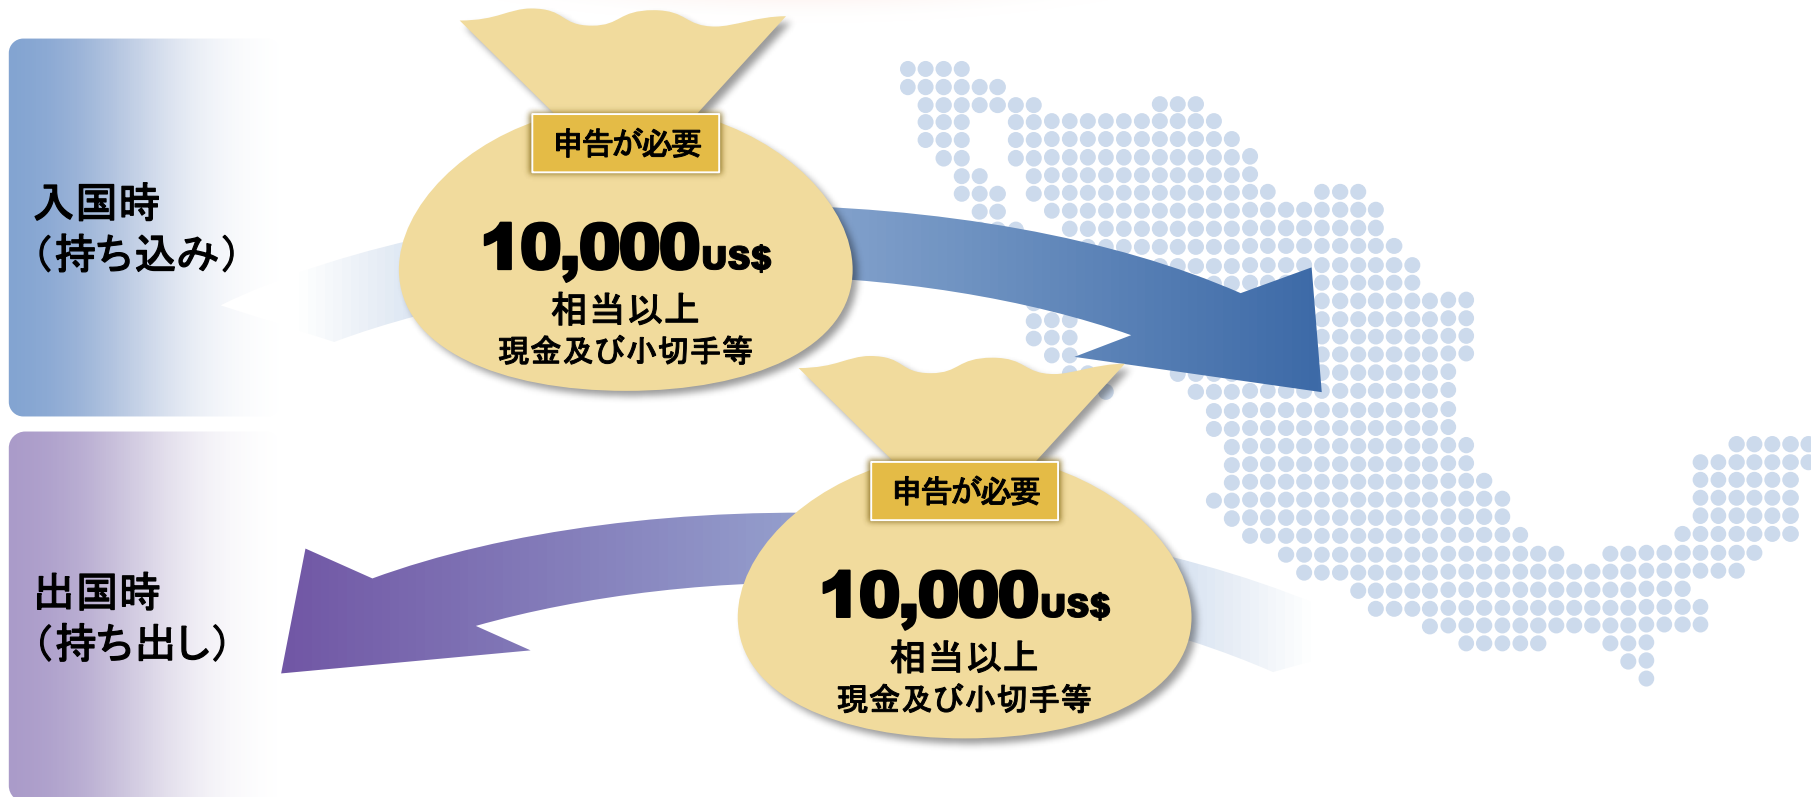 入国時
（持ち込み）
申告が必要
10,000US$
相当以上
現金及び小切手等
出国時
（持ち出し）
申告が必要
10,000US$
相当以上
現金及び小切手等